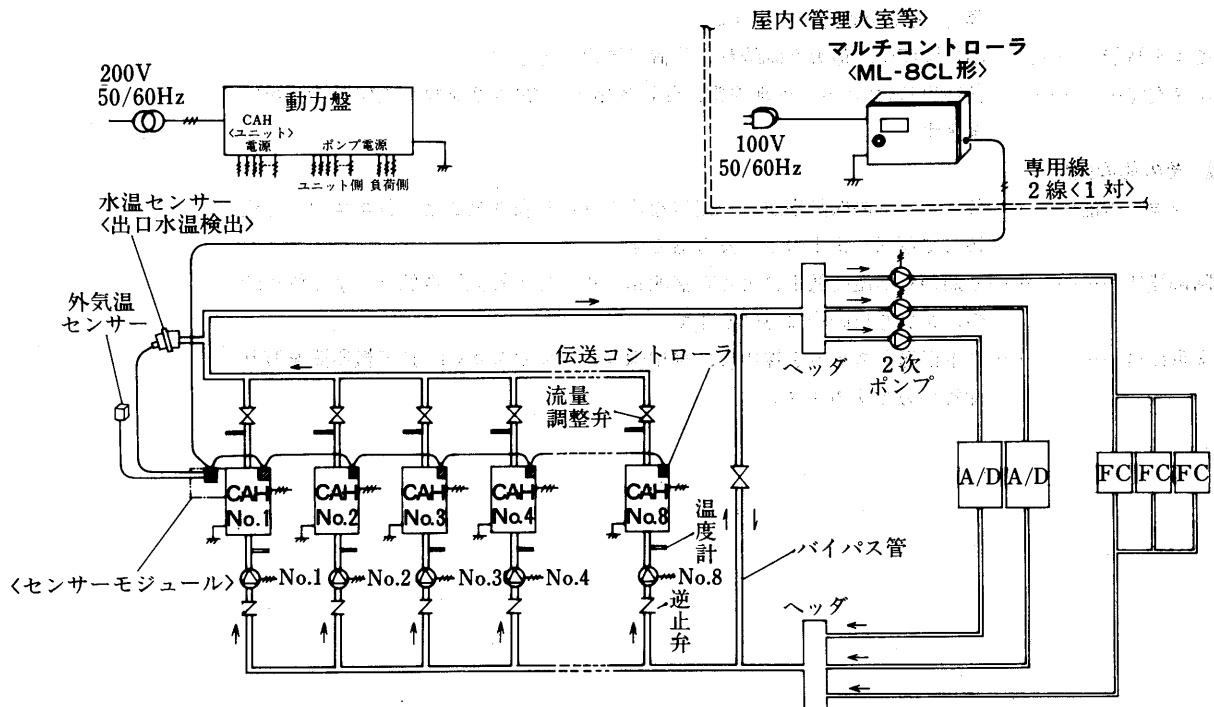 屋内〈管理人室等〉
マルチコントローラ
〈ML-8CL形〉
200V
50/60Hz
動力盤
CAH
〈ユニット〉
電源
ポンプ電源
ユニット側 負荷側
100V
50/60Hz
専用線
2線〈1対〉
水温センサー
〈出口水温検出〉
外気温
センサー
伝送コントローラ
ヘッダ
2次
ポンプ
流量
調整弁
CAH
No.1
CAH
No.2
CAH
No.3
CAH
No.4
CAH
No.8
A/D
A/D
FC
FC
FC
温度計
バイパス管
〈センサーモジュール〉
No.1
No.2
No.3
No.4
No.8
逆止弁
ヘッダ